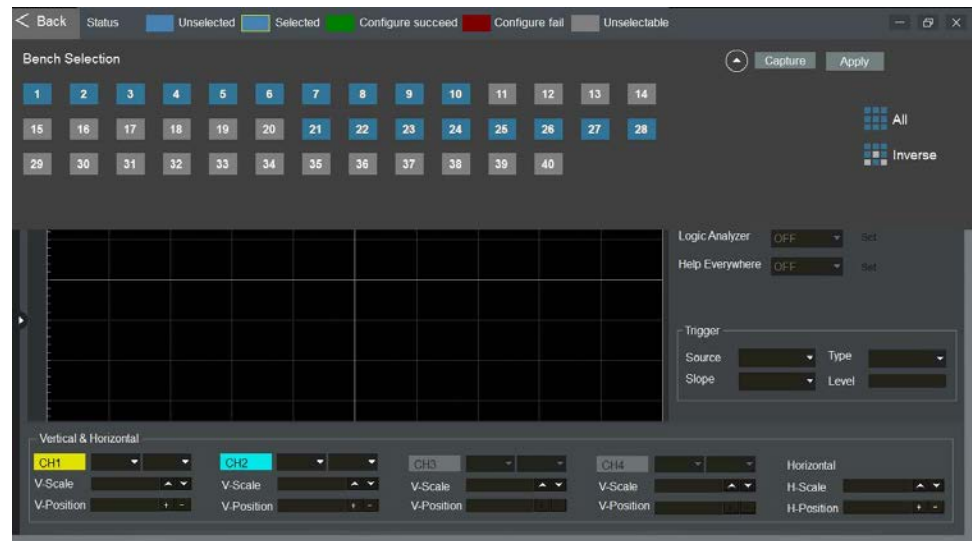 < Back Status Unselected Selected Configure succeed Configure fail Unselectable
Bench Selection Capture Apply
1 2 3 4 5 6 7 8 9 10 11 12 13 14
All
15 16 17 18 19 20 21 22 23 24 25 26 27 28
Inverse
29 30 31 32 33 34 35 36 37 38 39 40
Logic Analyzer OFF Set
Help Everywhere OFF Set
Trigger
Source Type
Slope Level
Vertical & Horizontal
CH1 CH2 CH3 CH4 Horizontal
V-Scale V-Scale V-Scale V-Scale H-Scale
V-Position + - V-Position + - V-Position V-Position H-Position + -